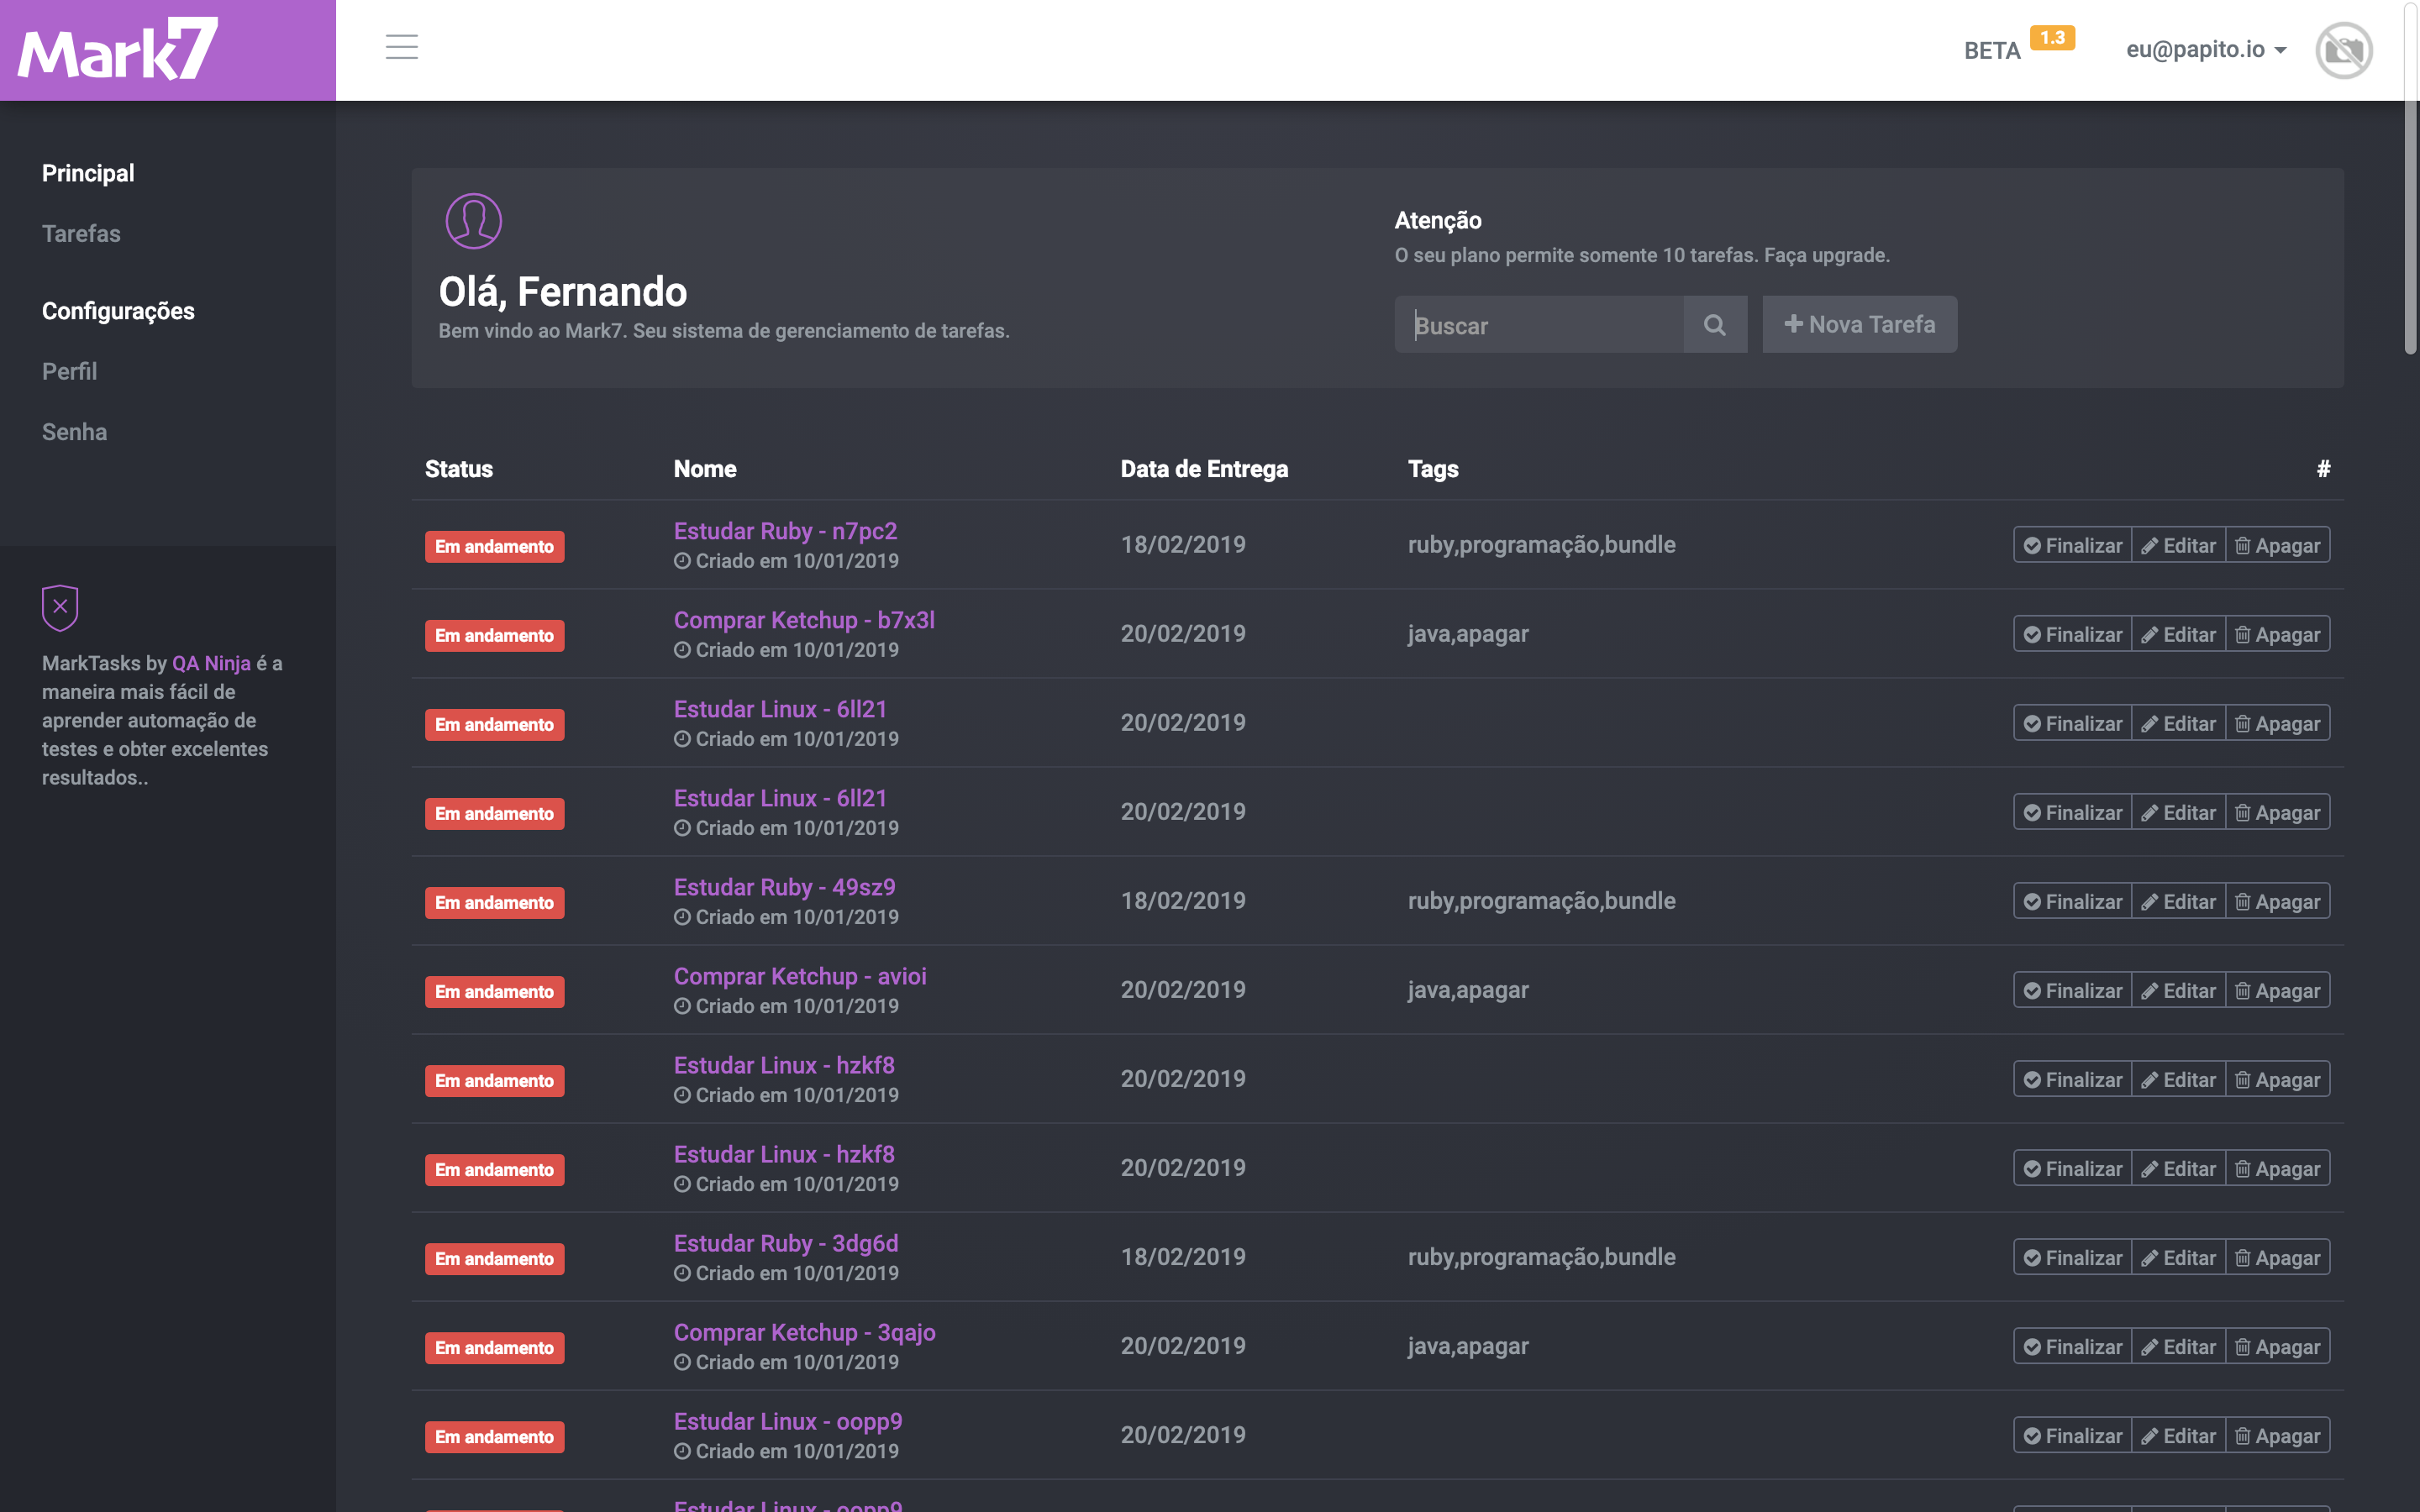 Mark7
BETA 1.3
eu@papito.io
Principal
Tarefas
Configurações
Perfil
Senha
MarkTasks by QA Ninja é a
maneira mais fácil de
aprender automação de
testes e obter excelentes
resultados..
Olá, Fernando
Bem vindo ao Mark7. Seu sistema de gerenciamento de tarefas.
Atenção
O seu plano permite somente 10 tarefas. Faça upgrade.
Buscar
Nova Tarefa
Status Nome Data de Entrega Tags #
Em andamento Estudar Ruby - n7pc2 18/02/2019 ruby,programação,bundle Finalizar Editar Apagar
Criado em 10/01/2019
Em andamento Comprar Ketchup - b7x3l 20/02/2019 java,apagar Finalizar Editar Apagar
Criado em 10/01/2019
Em andamento Estudar Linux - 6ll21 20/02/2019 Finalizar Editar Apagar
Criado em 10/01/2019
Em andamento Estudar Linux - 6ll21 20/02/2019 Finalizar Editar Apagar
Criado em 10/01/2019
Em andamento Estudar Ruby - 49sz9 18/02/2019 ruby,programação,bundle Finalizar Editar Apagar
Criado em 10/01/2019
Em andamento Comprar Ketchup - avioi 20/02/2019 java,apagar Finalizar Editar Apagar
Criado em 10/01/2019
Em andamento Estudar Linux - hzkf8 20/02/2019 Finalizar Editar Apagar
Criado em 10/01/2019
Em andamento Estudar Linux - hzkf8 20/02/2019 Finalizar Editar Apagar
Criado em 10/01/2019
Em andamento Estudar Ruby - 3dg6d 18/02/2019 ruby,programação,bundle Finalizar Editar Apagar
Criado em 10/01/2019
Em andamento Comprar Ketchup - 3qajo 20/02/2019 java,apagar Finalizar Editar Apagar
Criado em 10/01/2019
Em andamento Estudar Linux - oopp9 20/02/2019 Finalizar Editar Apagar
Criado em 10/01/2019
Estudar Linux - oopp9